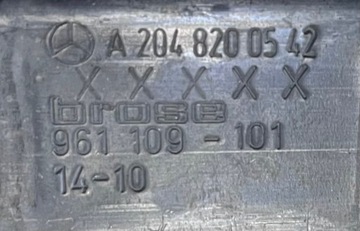 A 204 820 05 42
X X X X X
brose
961 109 - 101
14-10